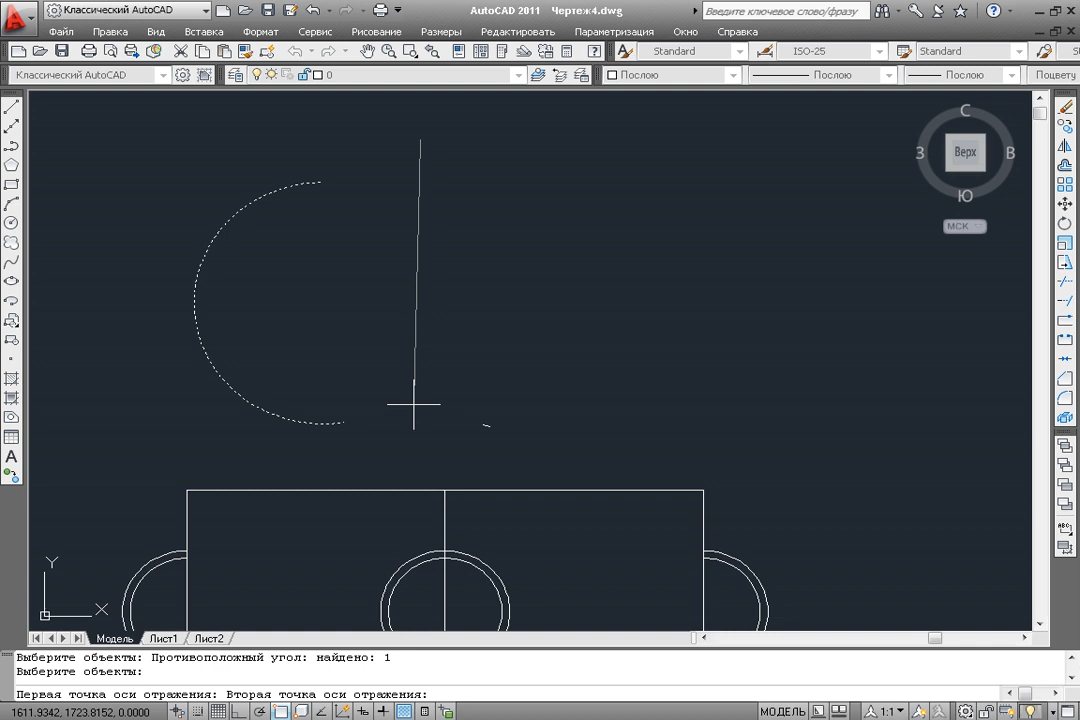 Классический AutoCAD
AutoCAD 2011 Чертеж4.dwg
Введите ключевое слово/фразу
Файл Правка Вид Вставка Формат Сервис Рисование Размеры Редактировать Параметризация Окно Справка
Standard ISO-25 Standard
Классический AutoCAD 0 Послою Послою Послою Поцвету
С
З Верх В
Ю
МСК
Y
X
A
Модель Лист1 Лист2
Выберите объекты: Противоположный угол: найдено: 1
Выберите объекты:
Первая точка оси отражения: Вторая точка оси отражения:
1611.9342, 1723.8152, 0.0000 МОДЕЛЬ 1:1